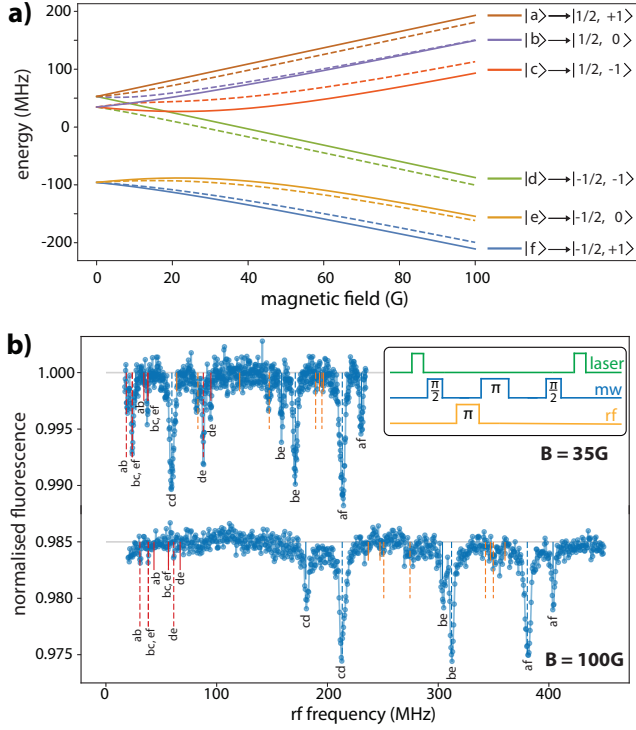 a)
energy (MHz)
200
100
0
−100
−200
0 20 40 60 80 100
magnetic field (G)
|a⟩→|1/2, +1⟩
|b⟩→|1/2, 0⟩
|c⟩→|1/2, -1⟩
|d⟩→|-1/2, -1⟩
|e⟩→|-1/2, 0⟩
|f⟩→|-1/2, +1⟩
b)
normalised fluorescence
1.000
0.995
0.990
0.985
0.980
0.975
laser
π/2 π π/2 mw
π rf
B = 35G
ab
bc, ef
ab
bc, ef
cd
de
de
be
be
af
af
B = 100G
ab
bc, ef
ab
bc, ef
de
de
cd
cd
be
be
af
af
0 100 200 300 400
rf frequency (MHz)